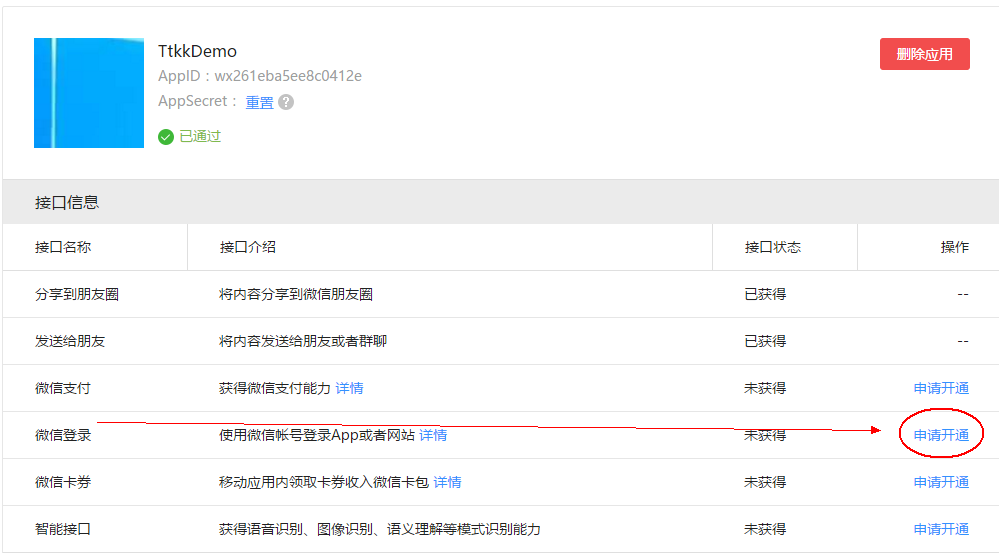 TtkkDemo
删除应用
AppID：wx261eba5ee8c0412e
AppSecret： 重置 ?
已通过
接口信息
接口名称 接口介绍 接口状态 操作
分享到朋友圈 将内容分享到微信朋友圈 已获得 --
发送给朋友 将内容发送给朋友或者群聊 已获得 --
微信支付 获得微信支付能力 详情 未获得 申请开通
微信登录 使用微信帐号登录App或者网站 详情 未获得 申请开通
微信卡券 移动应用内领取卡券收入微信卡包 详情 未获得 申请开通
智能接口 获得语音识别、图像识别、语义理解等模式识别能力 未获得 申请开通